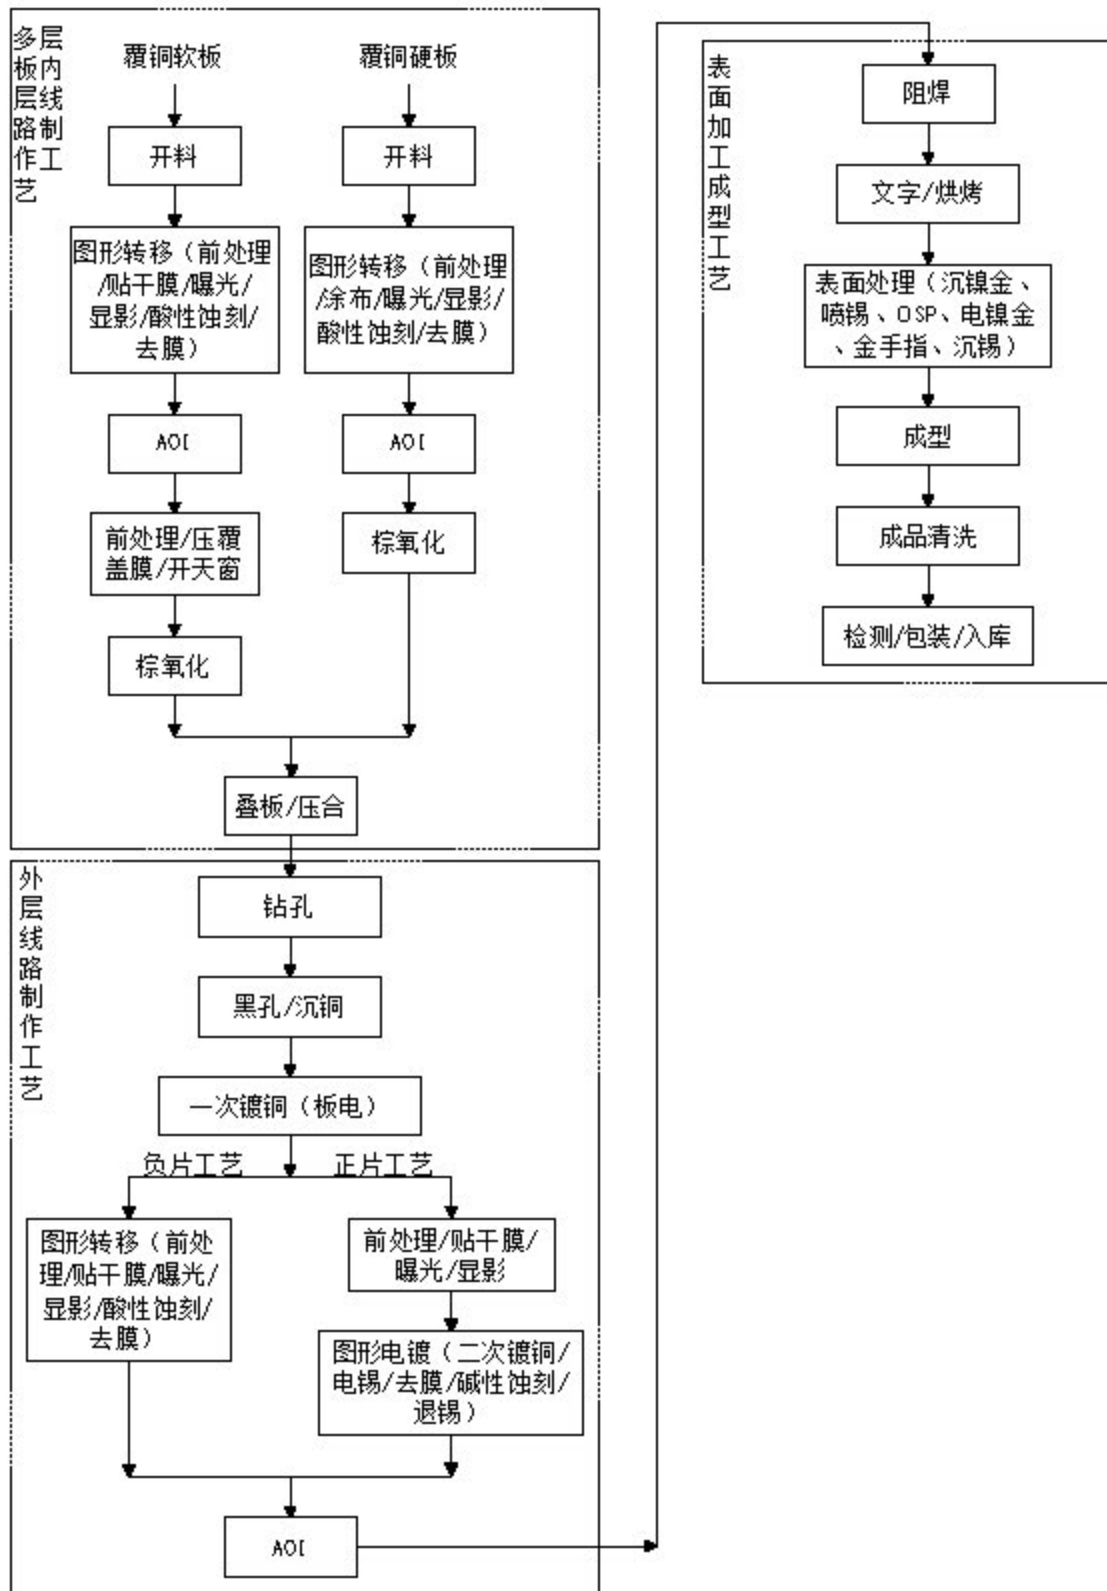 多层
板内
层线
路制
作工
艺
覆铜软板
覆铜硬板
开料
开料
图形转移（前处理
/贴干膜/曝光/
显影/酸性蚀刻/
去膜）
图形转移（前处理
/涂布/曝光/显影/
酸性蚀刻/去膜）
AOI
AOI
前处理/压覆
盖膜/开天窗
棕氧化
棕氧化
叠板/压合
外层线路制作工艺
钻孔
黑孔/沉铜
一次镀铜（板电）
负片工艺
正片工艺
图形转移（前处
理/贴干膜/曝光/
显影/酸性蚀刻/
去膜）
前处理/贴干膜/
曝光/显影
图形电镀（二次镀铜/
电锡/去膜/碱性蚀刻/
退锡）
AOI
表面加工成型工艺
阻焊
文字/烘烤
表面处理（沉镍金、
喷锡、OSP、电镍金
、金手指、沉锡）
成型
成品清洗
检测/包装/入库